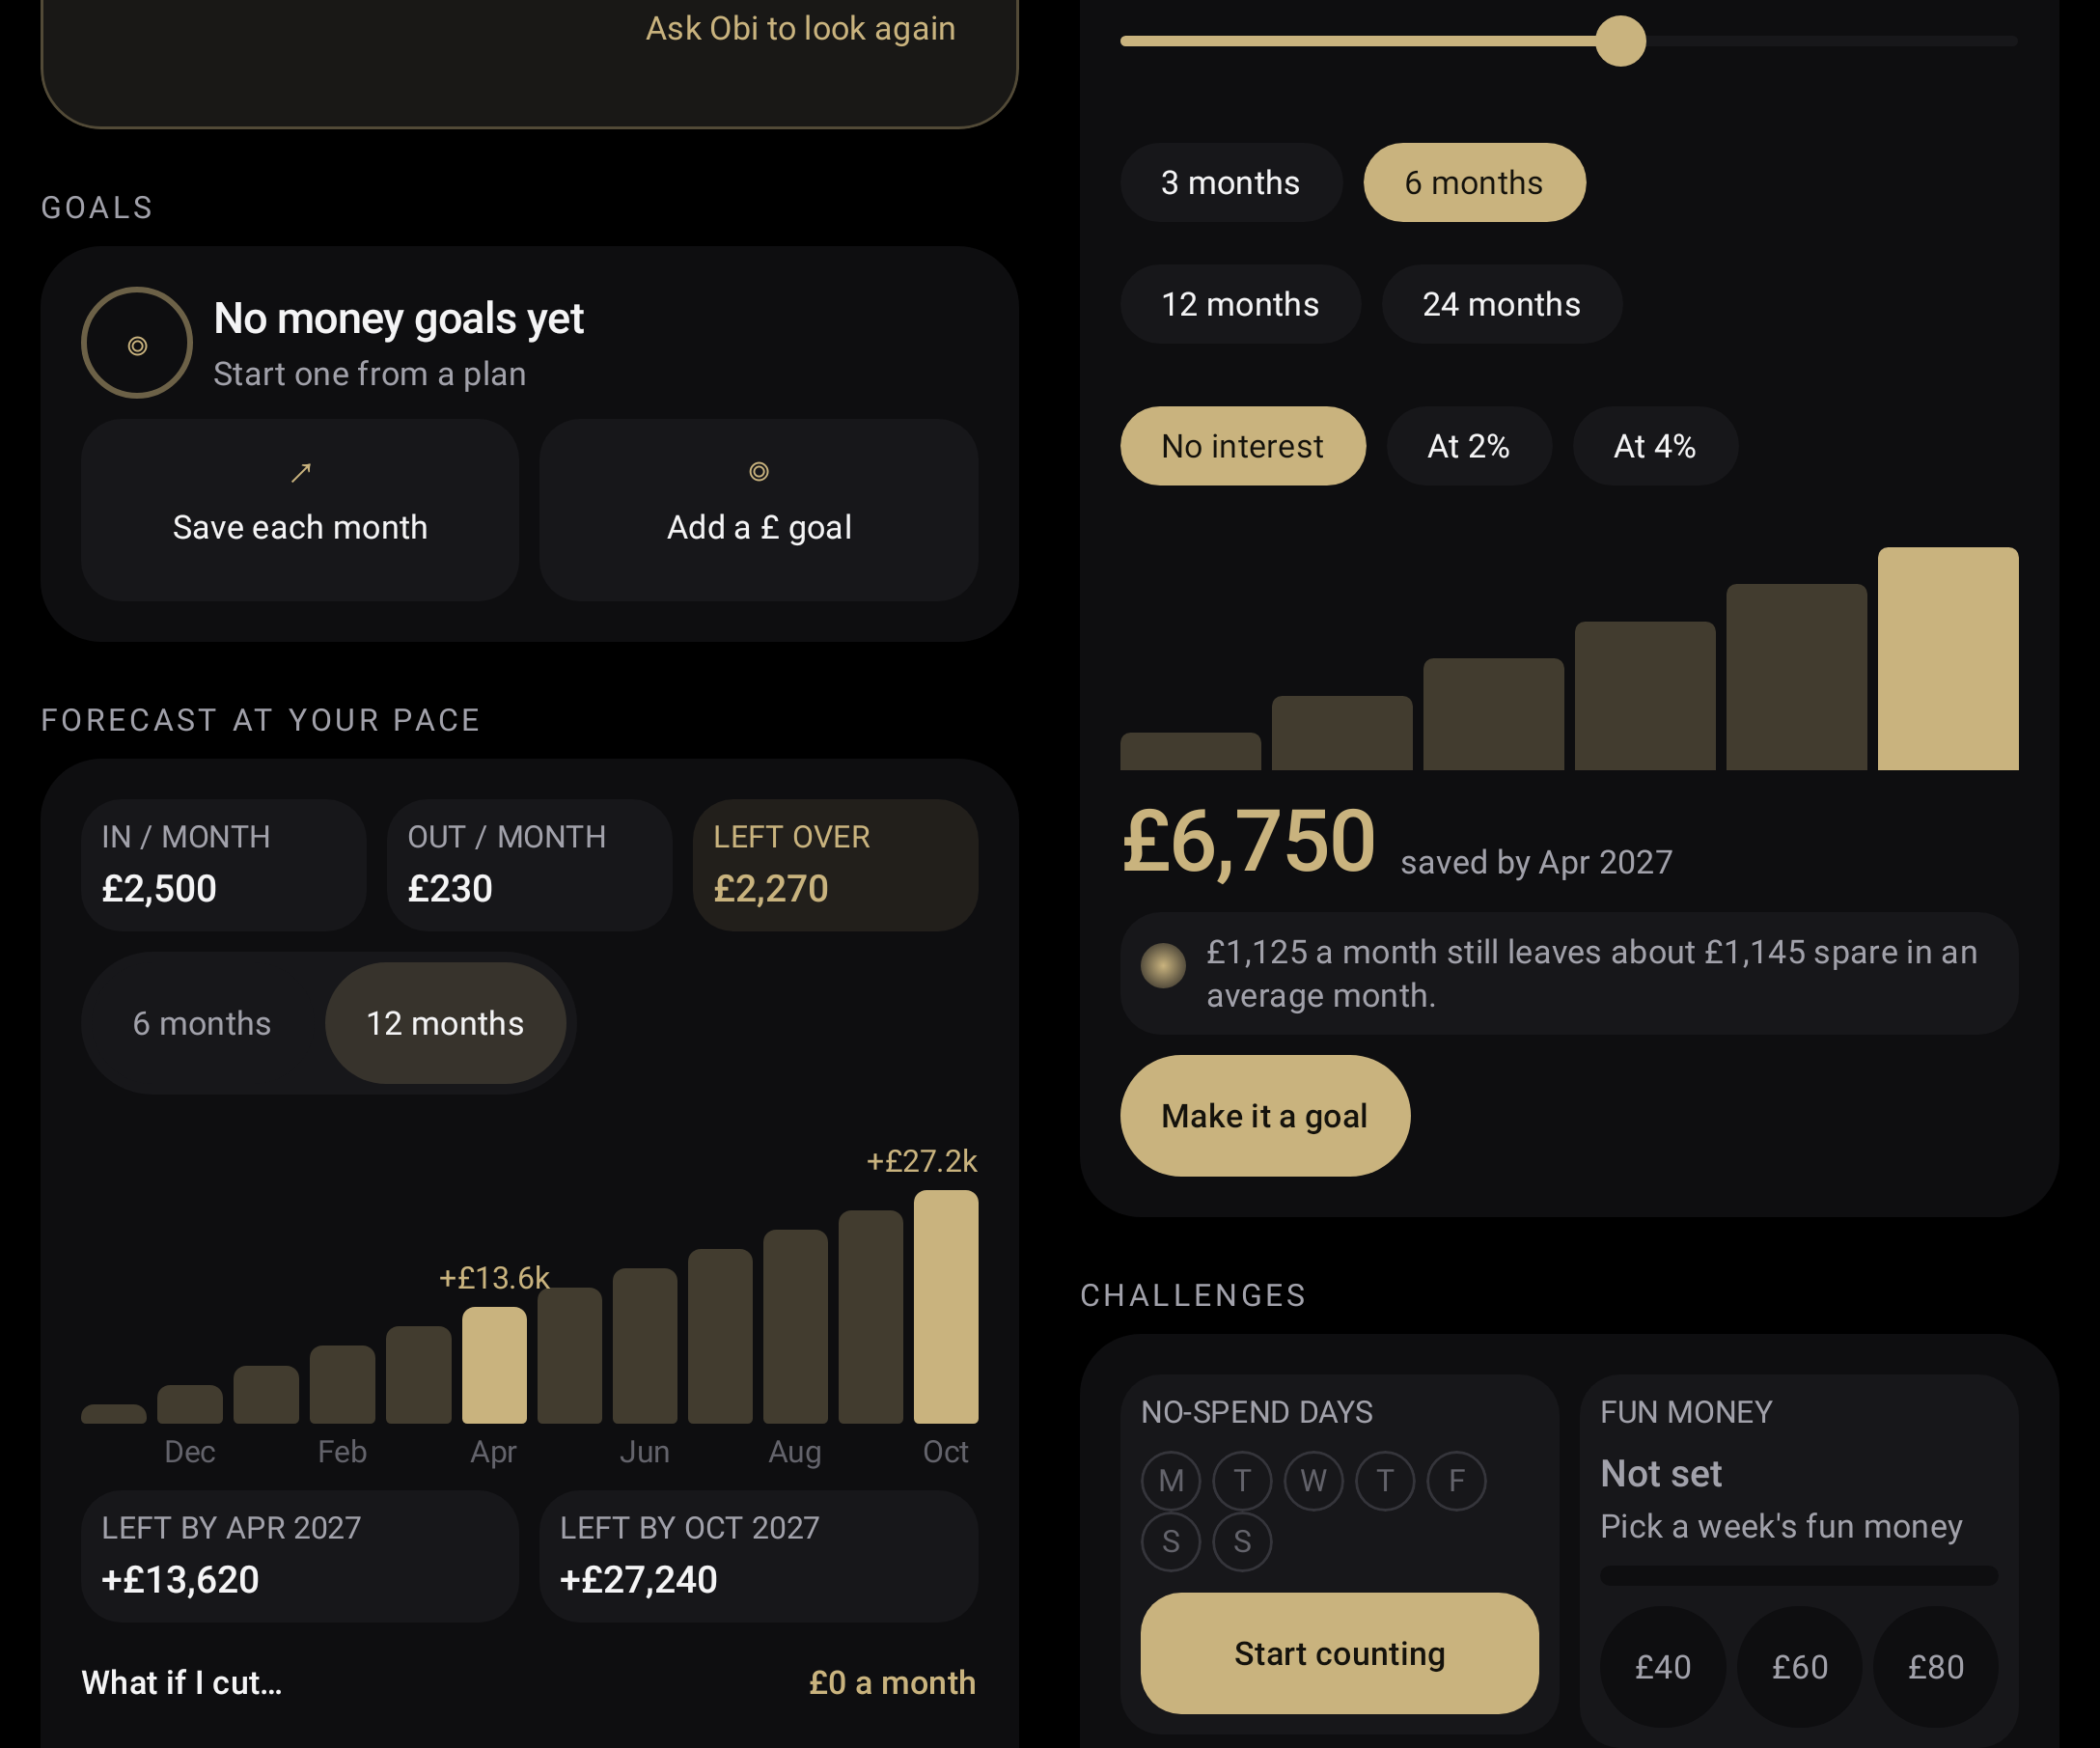 Ask Obi to look again
GOALS
No money goals yet
Start one from a plan
Save each month
Add a £ goal
FORECAST AT YOUR PACE
IN / MONTH
£2,500
OUT / MONTH
£230
LEFT OVER
£2,270
6 months
12 months
+£27.2k
+£13.6k
Dec
Feb
Apr
Jun
Aug
Oct
LEFT BY APR 2027
+£13,620
LEFT BY OCT 2027
+£27,240
What if I cut...
£0 a month
3 months
6 months
12 months
24 months
No interest
At 2%
At 4%
£6,750 saved by Apr 2027
£1,125 a month still leaves about £1,145 spare in an
average month.
Make it a goal
CHALLENGES
NO-SPEND DAYS
M T W T F
S S
Start counting
FUN MONEY
Not set
Pick a week's fun money
£40
£60
£80